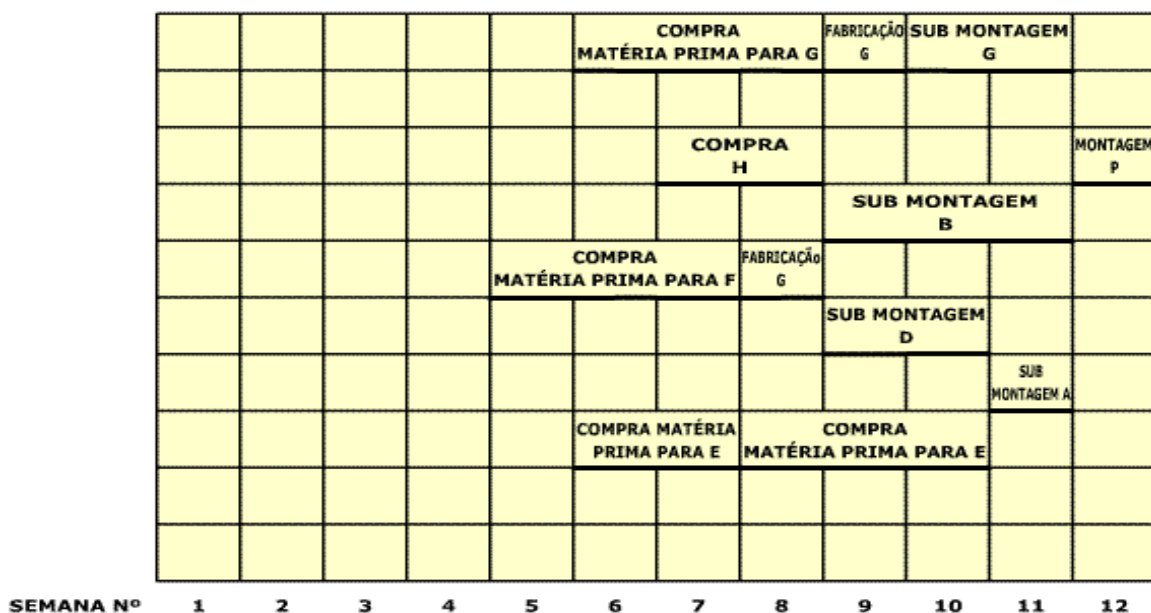 COMPRA
MATÉRIA PRIMA PARA G
FABRICAÇÃO
G
SUB MONTAGEM
G
COMPRA
H
MONTAGEM
P
SUB MONTAGEM
B
COMPRA
MATÉRIA PRIMA PARA F
FABRICAÇÃo
G
SUB MONTAGEM
D
SUB
MONTAGEM A
COMPRA MATÉRIA
PRIMA PARA E
COMPRA
MATÉRIA PRIMA PARA E
SEMANA Nº 1 2 3 4 5 6 7 8 9 10 11 12